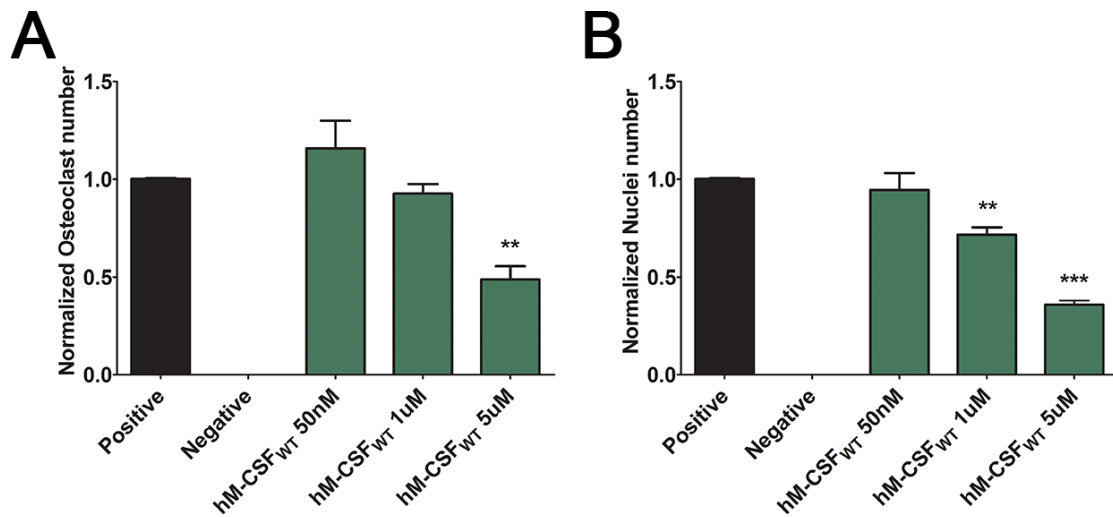 A
Normalized Osteoclast number
1.5
1.0
0.5
0.0
**
Positive
Negative
hM-CSFWT 50nM
hM-CSFWT 1uM
hM-CSFWT 5uM
B
Normalized Nuclei number
1.5
1.0
0.5
0.0
**
***
Positive
Negative
hM-CSFWT 50nM
hM-CSFWT 1uM
hM-CSFWT 5uM